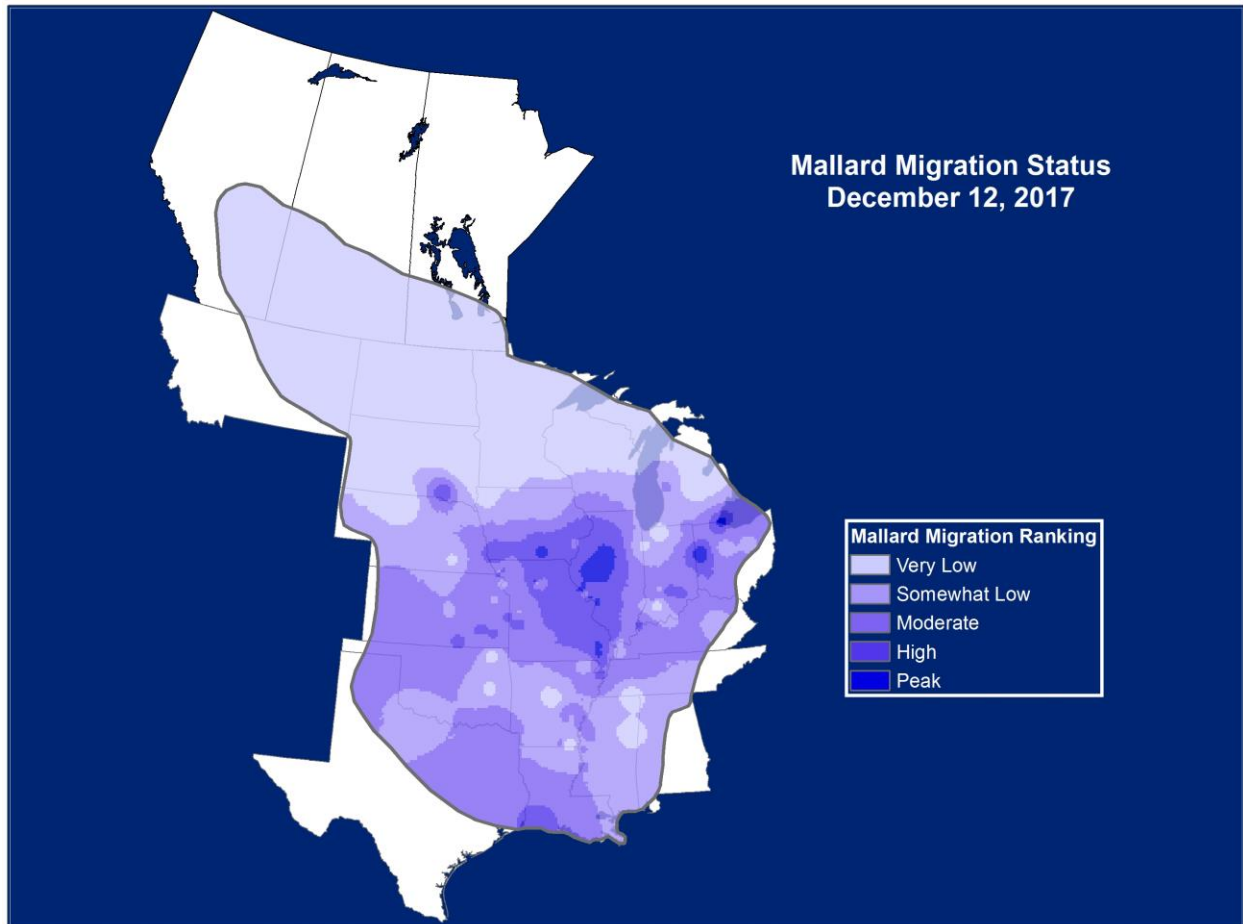 Mallard Migration Status
December 12, 2017
Mallard Migration Ranking
Very Low
Somewhat Low
Moderate
High
Peak